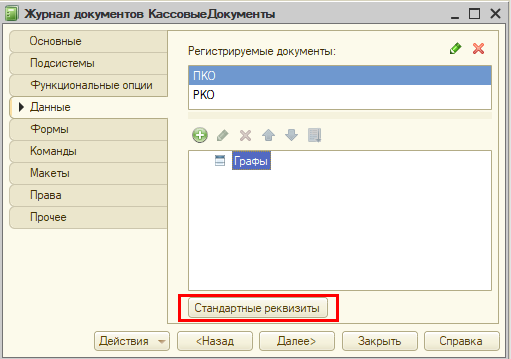 Журнал документов КассовыеДокументы
Основные
Подсистемы
Функциональные опции
Данные
Формы
Команды
Макеты
Права
Прочее
Регистрируемые документы:
ПКО
РКО
Графы
Стандартные реквизиты
Действия
<Назад
Далее>
Закрыть
Справка